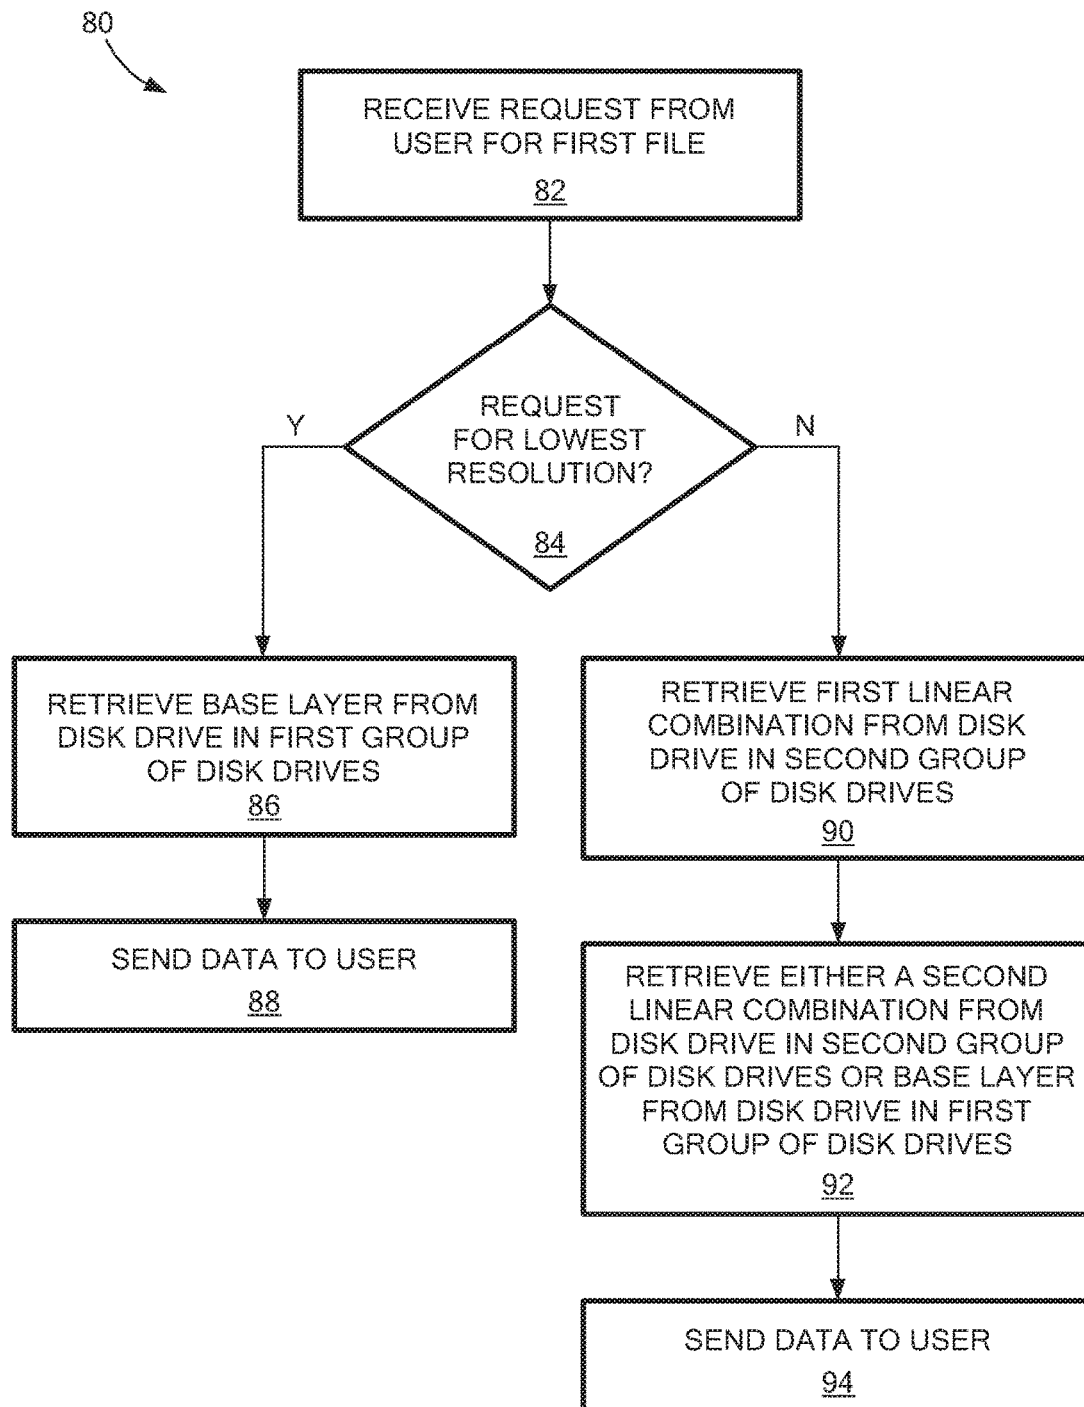 80
RECEIVE REQUEST FROM
USER FOR FIRST FILE
82
REQUEST
FOR LOWEST
RESOLUTION?
84
Y
N
RETRIEVE BASE LAYER FROM
DISK DRIVE IN FIRST GROUP
OF DISK DRIVES
86
SEND DATA TO USER
88
RETRIEVE FIRST LINEAR
COMBINATION FROM DISK
DRIVE IN SECOND GROUP
OF DISK DRIVES
90
RETRIEVE EITHER A SECOND
LINEAR COMBINATION FROM
DISK DRIVE IN SECOND GROUP
OF DISK DRIVES OR BASE LAYER
FROM DISK DRIVE IN FIRST
GROUP OF DISK DRIVES
92
SEND DATA TO USER
94